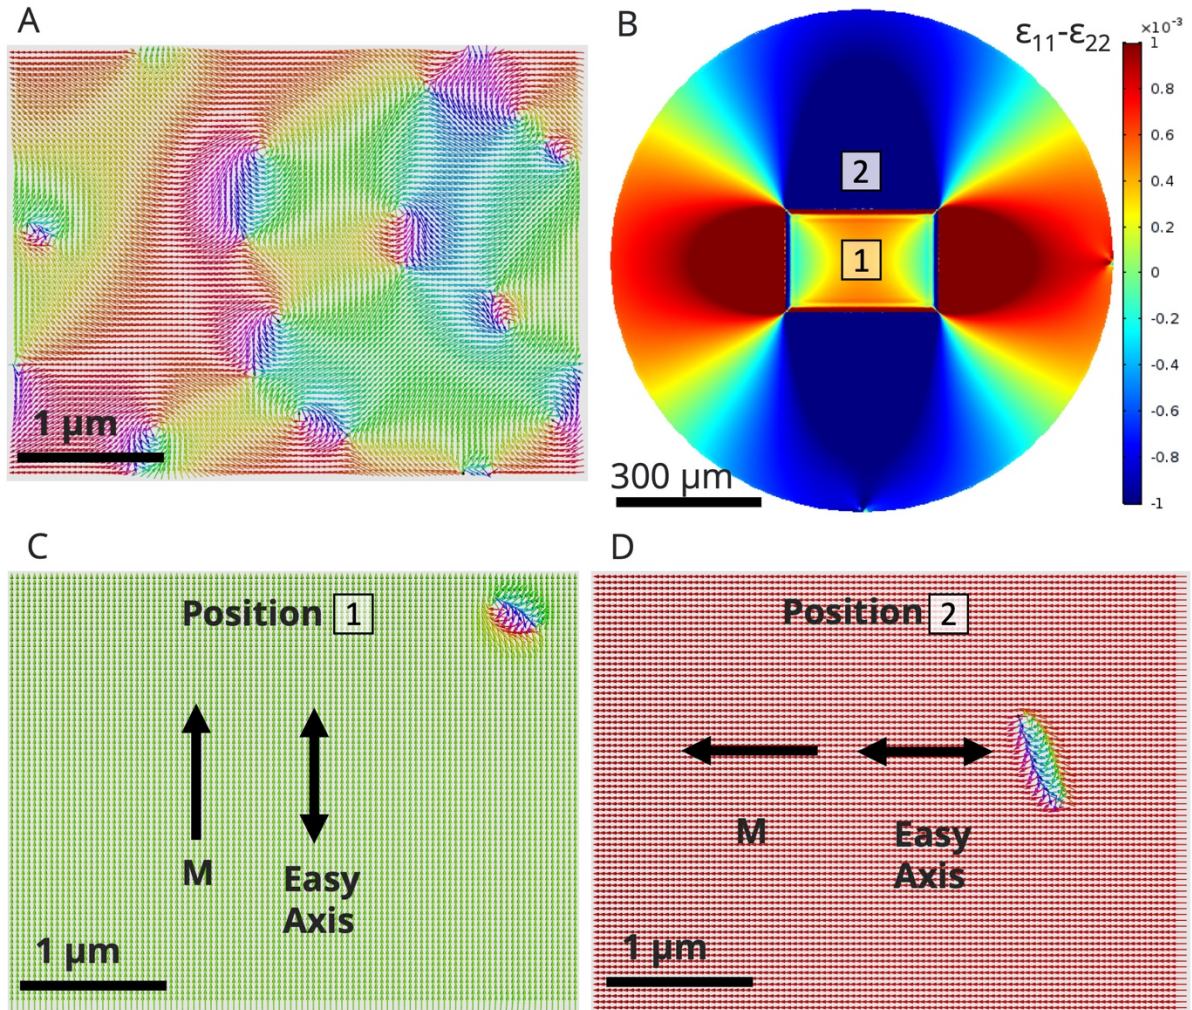 A
1 μm
B
ε₁₁-ε₂₂
×10⁻³
1
0.8
0.6
0.4
0.2
0
-0.2
-0.4
-0.6
-0.8
-1
2
1
300 μm
C
Position 1
M
Easy
Axis
1 μm
D
Position 2
M
Easy
Axis
1 μm